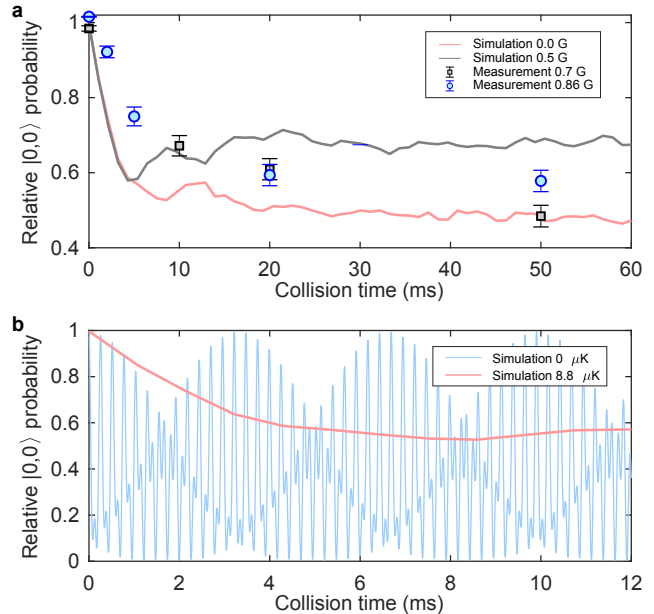 a
1
0.8
0.6
0.4
Relative |0,0⟩ probability
Simulation 0.0 G
Simulation 0.5 G
Measurement 0.7 G
Measurement 0.86 G
0 10 20 30 40 50 60
Collision time (ms)
b
1
0.8
0.6
0.4
0.2
0
Relative |0,0⟩ probability
Simulation 0 μK
Simulation 8.8 μK
0 2 4 6 8 10 12
Collision time (ms)